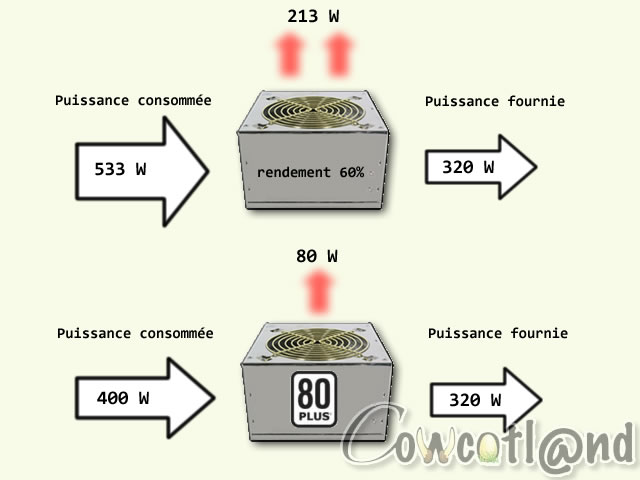 213 W
Puissance consommée
Puissance fournie
533 W
rendement 60%
320 W
80 W
Puissance consommée
Puissance fournie
400 W
80
PLUS
320 W
Cowcotl@nd